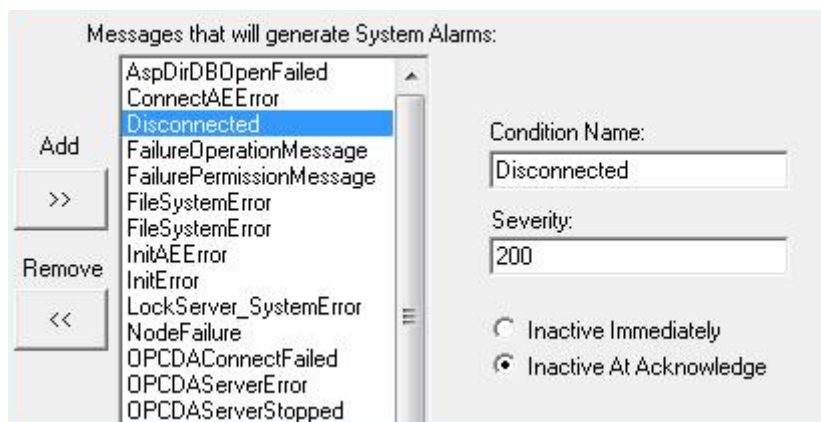 Messages that will generate System Alarms:
AspDirDBOpenFailed
ConnectAEError
Disconnected
FailureOperationMessage
FailurePermissionMessage
FileSystemError
FileSystemError
InitAEError
InitError
LockServer_SystemError
NodeFailure
OPCDAConnectFailed
OPCDAServerError
OPCDAServerStopped
Add
>>
Remove
<<
Condition Name:
Disconnected
Severity:
200
Inactive Immediately
Inactive At Acknowledge